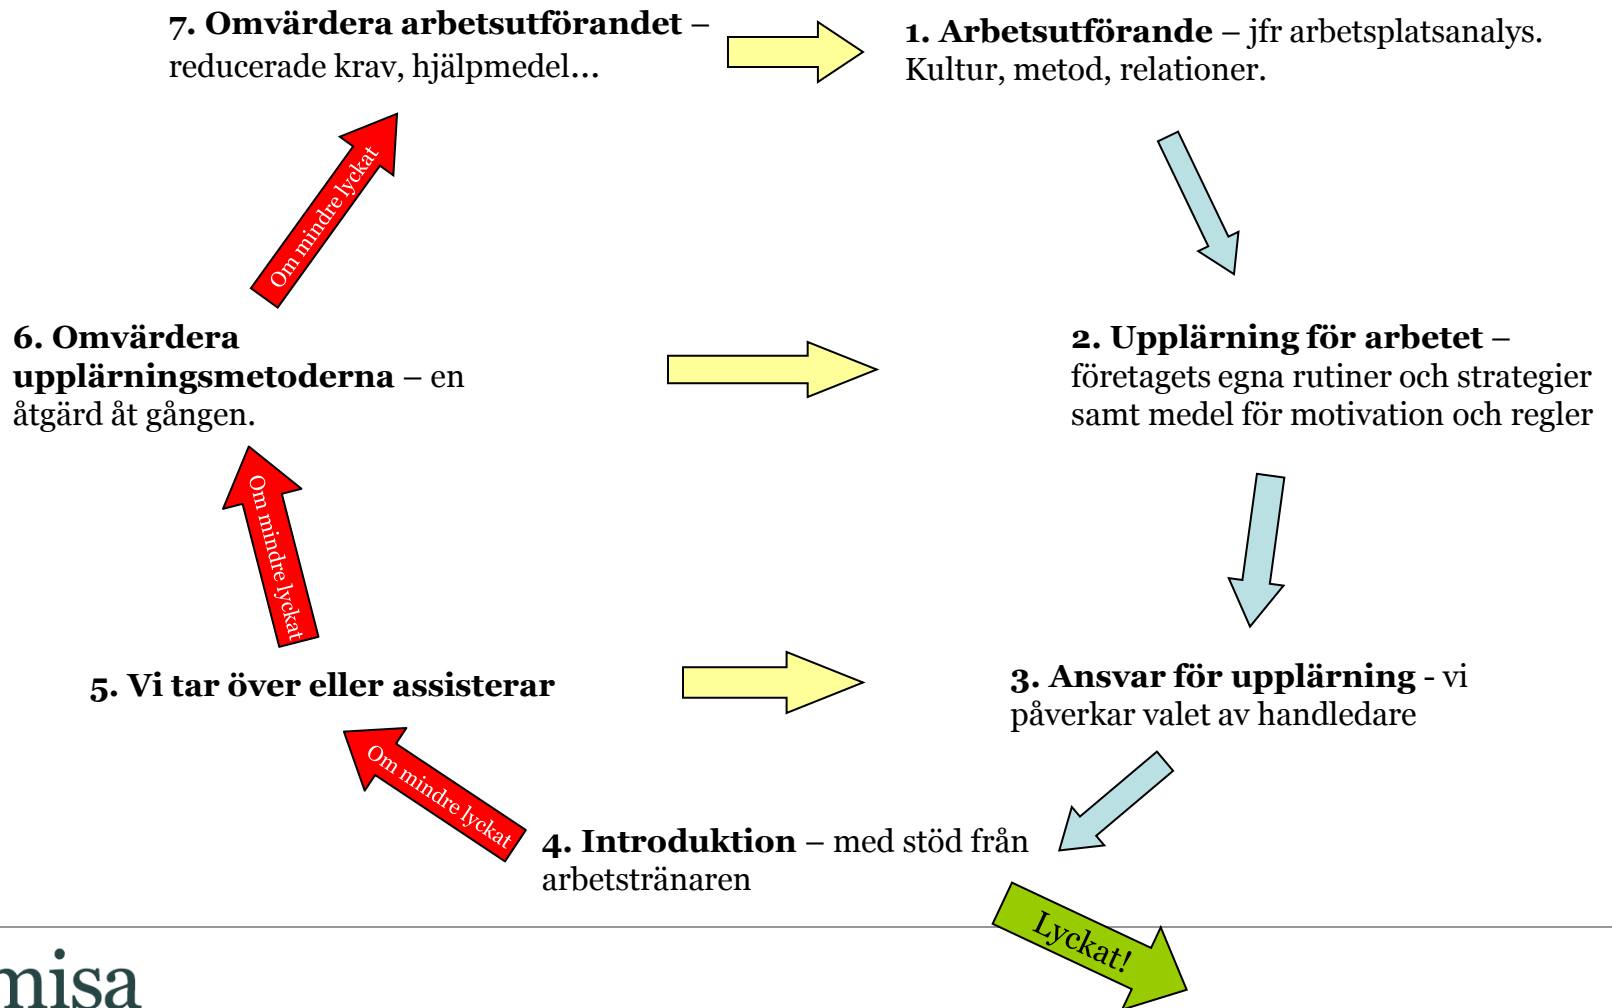 7. Omvärdera arbetsutförandet –
reducerade krav, hjälpmedel...
1. Arbetsutförande – jfr arbetsplatsanalys.
Kultur, metod, relationer.
Om mindre lyckat
6. Omvärdera
upplärningsmetoderna – en
åtgärd åt gången.
2. Upplärning för arbetet –
företagets egna rutiner och strategier
samt medel för motivation och regler
Om mindre lyckat
5. Vi tar över eller assisterar
3. Ansvar för upplärning - vi
påverkar valet av handledare
Om mindre lyckat
4. Introduktion – med stöd från
arbetstränaren
Lyckat!
misa